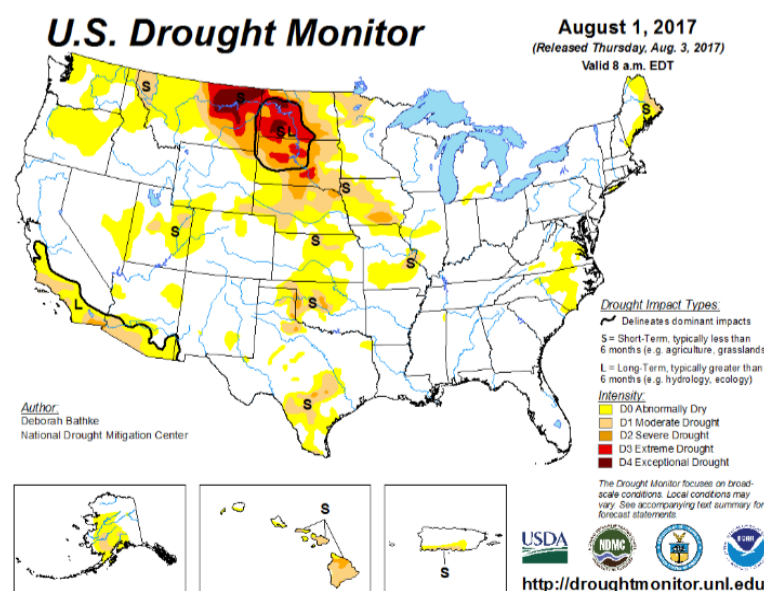 U.S. Drought Monitor
August 1, 2017
(Released Thursday, Aug. 3, 2017)
Valid 8 a.m. EDT
S
S
S
SL
S
S
S
S
S
L
S
S
Drought Impact Types:
Delineates dominant impacts
S = Short-Term, typically less than
6 months (e.g. agriculture, grasslands
L = Long-Term, typically greater than
6 months (e.g. hydrology, ecology)
Intensity:
D0 Abnormally Dry
D1 Moderate Drought
D2 Severe Drought
D3 Extreme Drought
D4 Exceptional Drought
Author:
Deborah Bathke
National Drought Mitigation Center
The Drought Monitor focuses on broad-
scale conditions. Local conditions may
vary. See accompanying text summary for
forecast statements.
S
S
USDA
NDMC
http://droughtmonitor.unl.edu